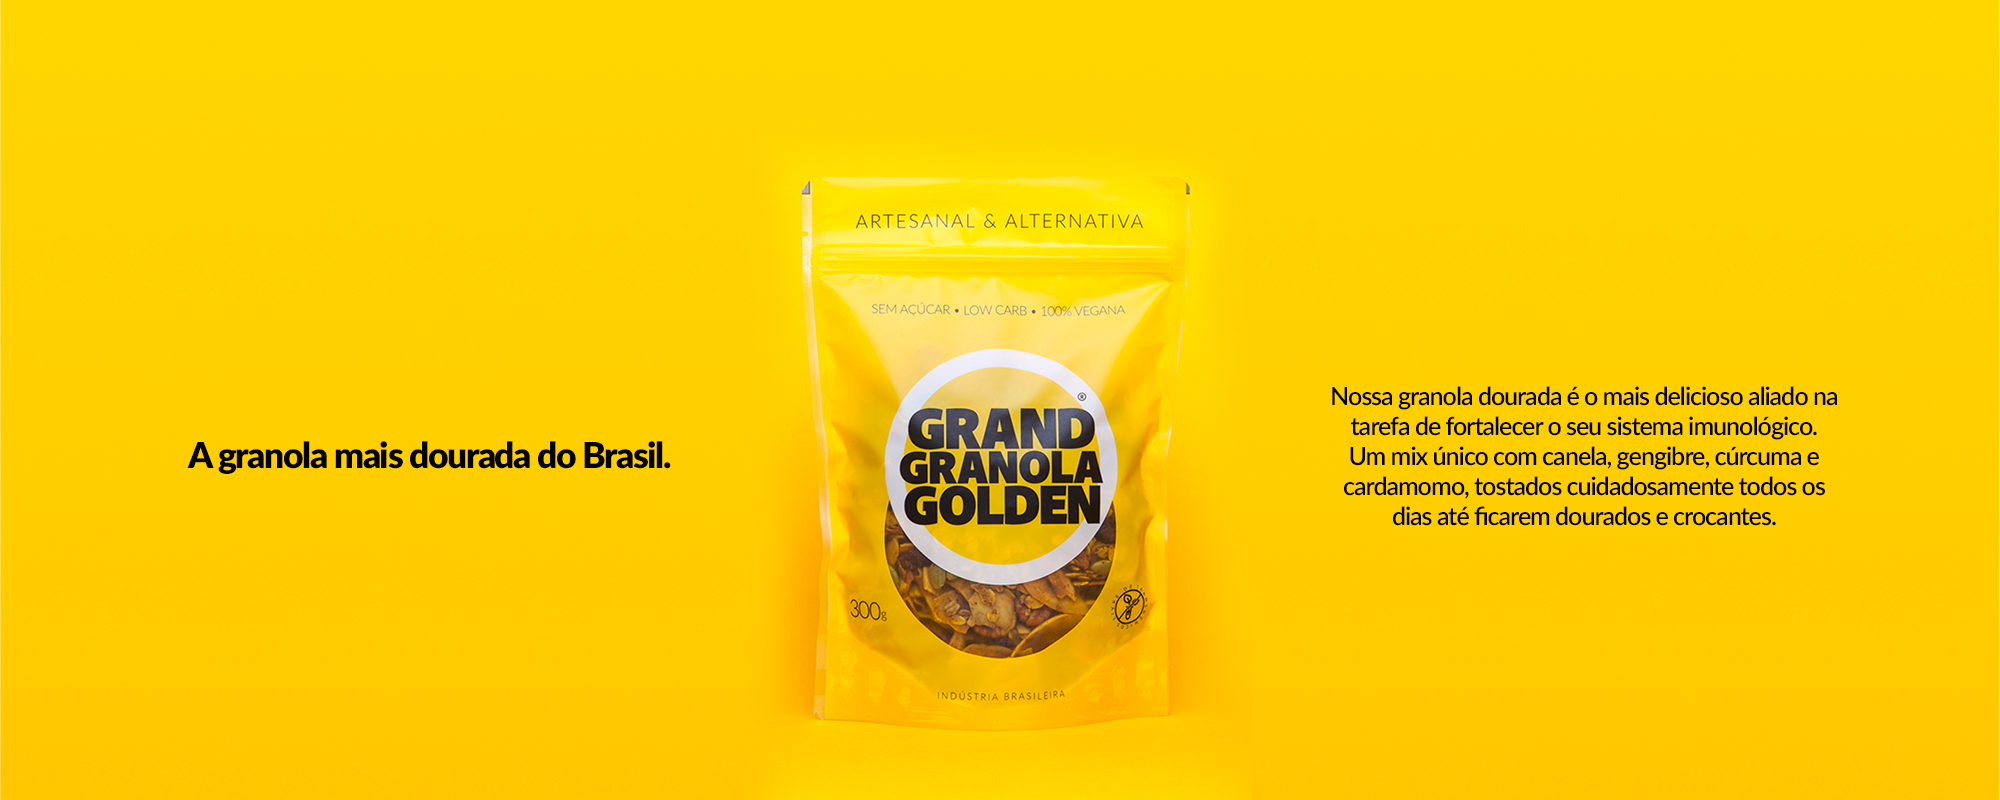 A granola mais dourada do Brasil.
ARTESANAL & ALTERNATIVA
SEM AÇÚCAR • LOW CARB • 100% VEGANA
®
GRAND
GRANOLA
GOLDEN
300g
INDÚSTRIA BRASILEIRA
Nossa granola dourada é o mais delicioso aliado na
tarefa de fortalecer o seu sistema imunológico.
Um mix único com canela, gengibre, cúrcuma e
cardamomo, tostados cuidadosamente todos os
dias até ficarem dourados e crocantes.